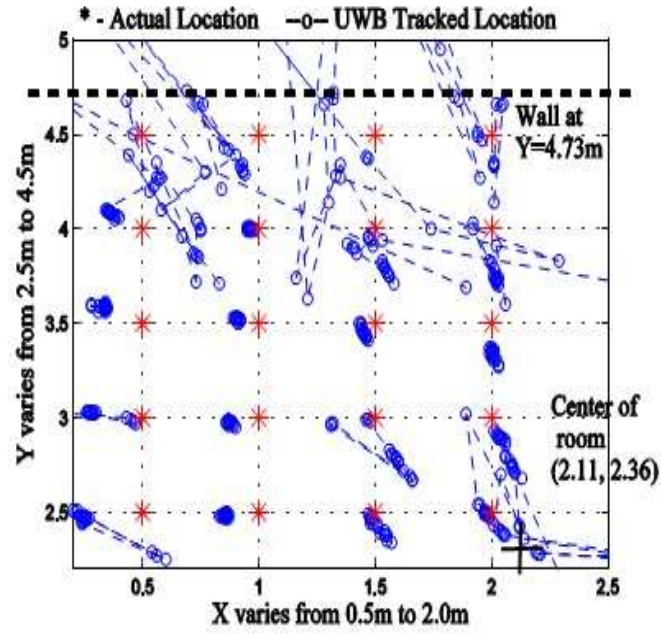 * - Actual Location --o-- UWB Tracked Location
5
4.5
4
3.5
3
2.5
Y varies from 2.5m to 4.5m
Wall at
Y=4.73m
Center of
room
(2.11, 2.36)
0.5 1 1.5 2 2.5
X varies from 0.5m to 2.0m